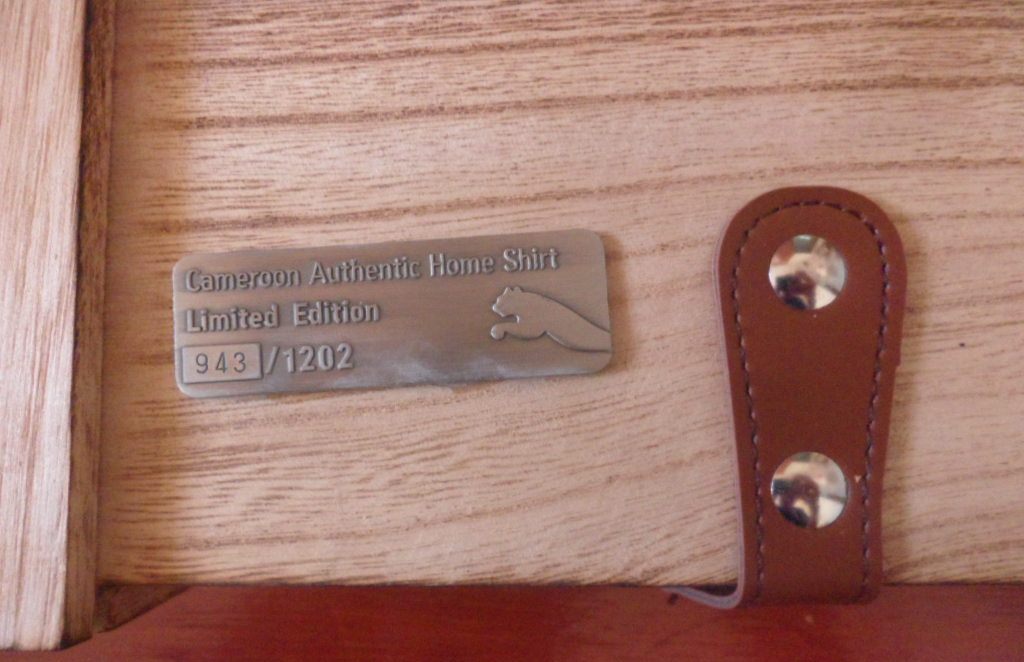 Cameroon Authentic Home Shirt
Limited Edition
943/1202